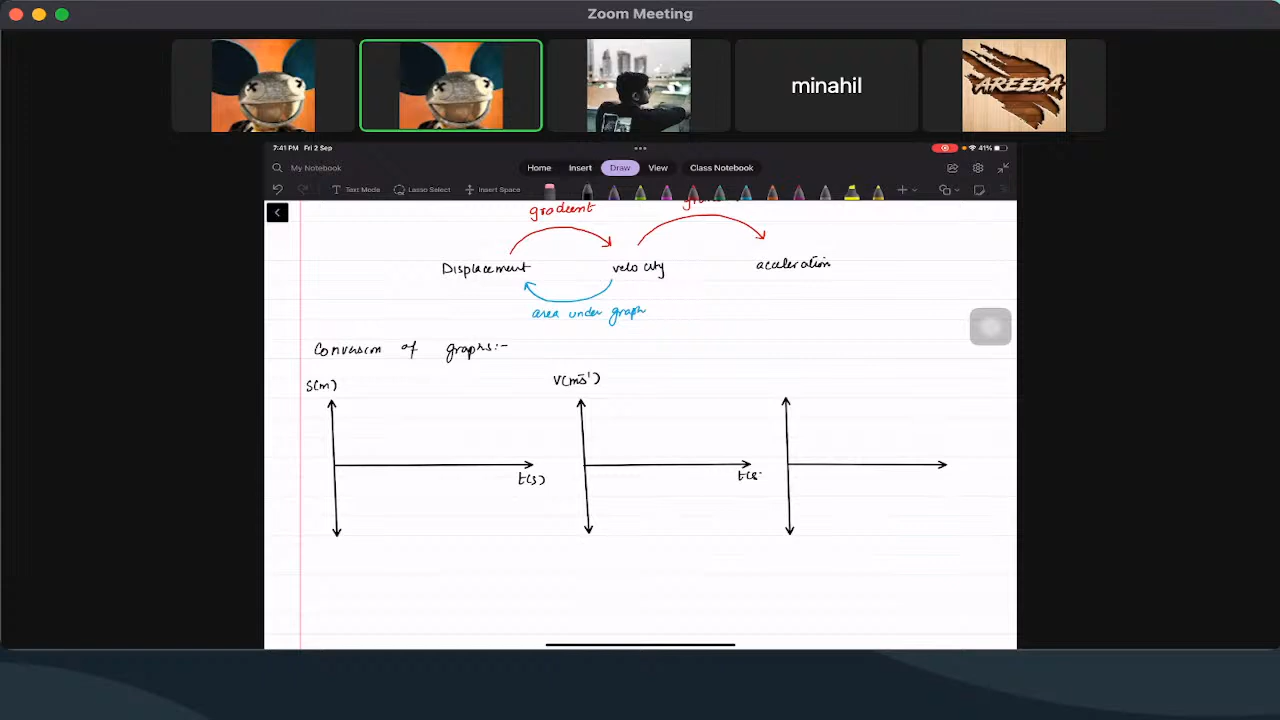 Zoom Meeting
minahil
AREEBA
7:41 PM Fri 2 Sep
41%
My Notebook
Home Insert Draw View Class Notebook
Text Mode Lasso Select Insert Space
gradient
Displacement velocity acceleration
area under graph
Conversion of graphs:-
S(m) V(ms⁻¹)
t(s) t(s